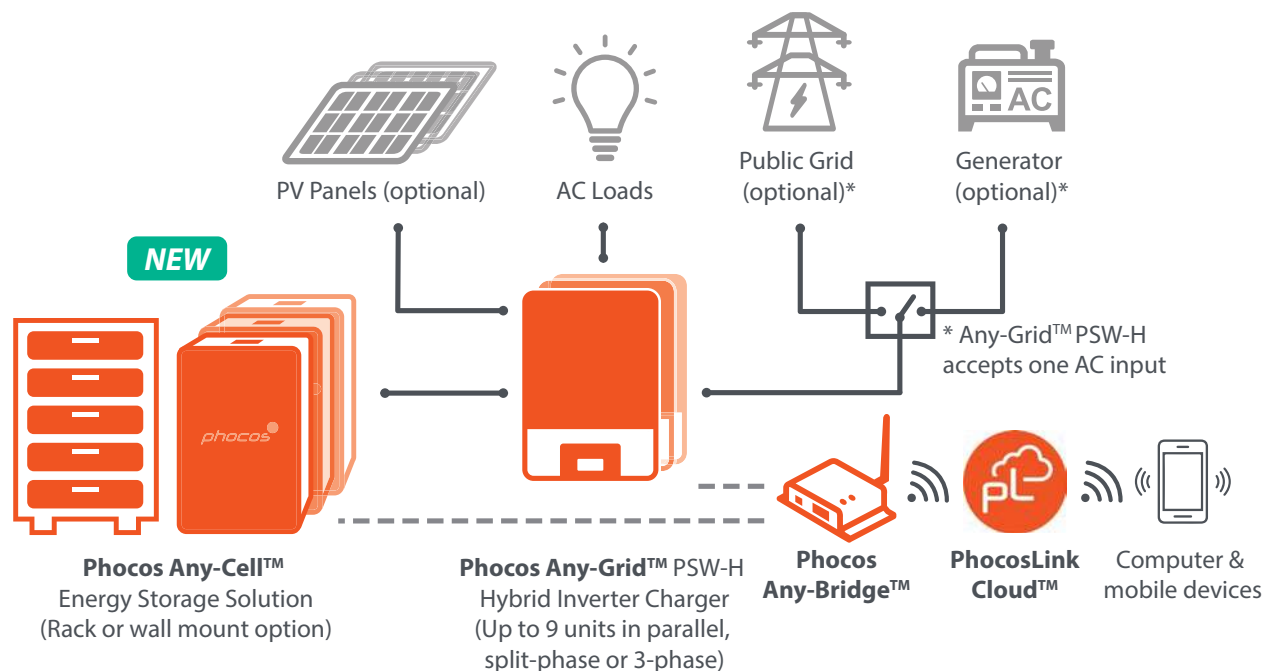 PV Panels (optional)
AC Loads
Public Grid
(optional)*
AC
Generator
(optional)*
NEW
* Any-Grid™ PSW-H
accepts one AC input
phocos
pL
Phocos Any-Cell™
Energy Storage Solution
(Rack or wall mount option)
Phocos Any-Grid™ PSW-H
Hybrid Inverter Charger
(Up to 9 units in parallel,
split-phase or 3-phase)
Phocos
Any-Bridge™
PhocosLink
Cloud™
Computer &
mobile devices